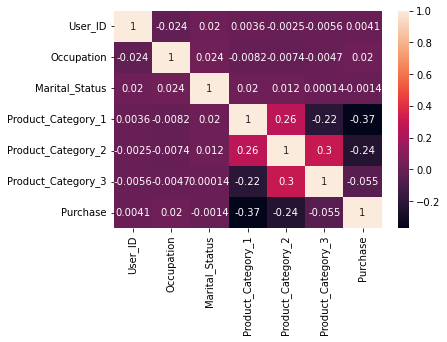 User_ID 1 -0.024 0.02 0.0036 -0.0025 -0.0056 0.0041
Occupation -0.024 1 0.024 -0.0082 -0.0074 -0.0047 0.02
Marital_Status 0.02 0.024 1 0.02 0.012 0.00014 -0.0014
Product_Category_1 0.0036 -0.0082 0.02 1 0.26 -0.22 -0.37
Product_Category_2 -0.0025 -0.0074 0.012 0.26 1 0.3 -0.24
Product_Category_3 -0.0056 -0.0047 0.00014 -0.22 0.3 1 -0.055
Purchase 0.0041 0.02 -0.0014 -0.37 -0.24 -0.055 1
User_ID
Occupation
Marital_Status
Product_Category_1
Product_Category_2
Product_Category_3
Purchase
1.0
0.8
0.6
0.4
0.2
0.0
−0.2